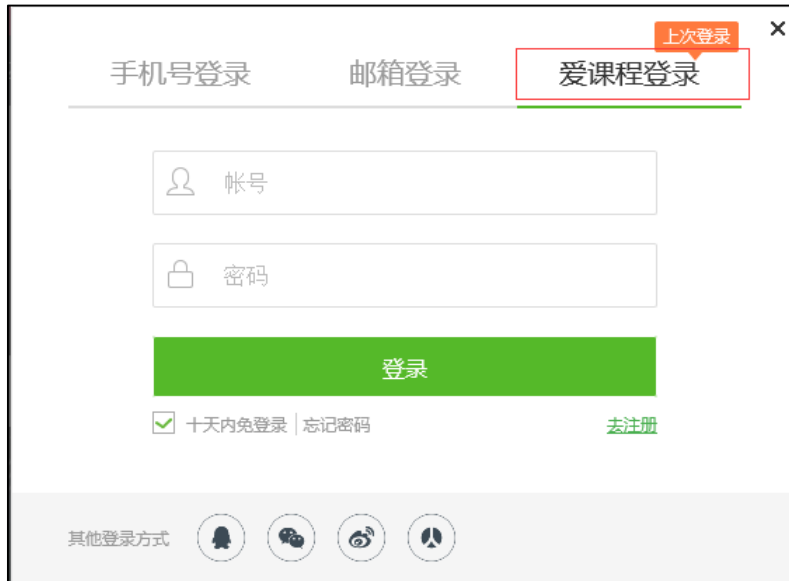 上次登录
手机号登录 邮箱登录 爱课程登录
帐号
密码
登录
十天内免登录 忘记密码 去注册
其他登录方式